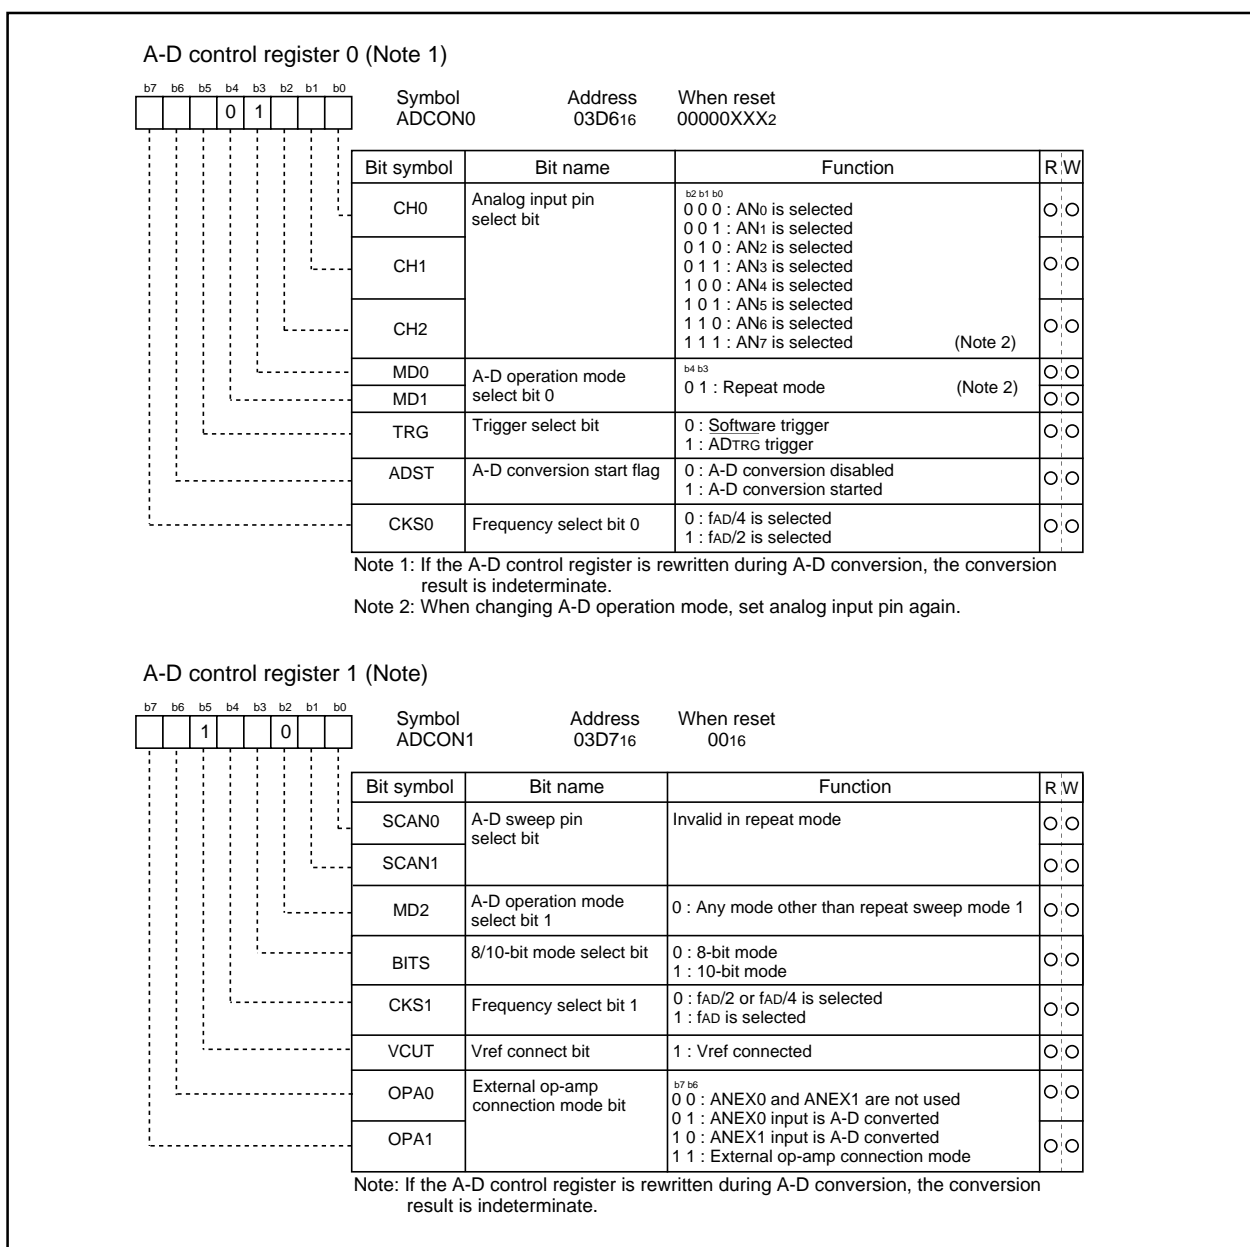 A-D control register 0 (Note 1)
b7 b6 b5 b4 b3 b2 b1 b0
0 1
Symbol Address When reset
ADCON0 03D616 00000XXX2
Bit symbol Bit name Function R W
CH0 Analog input pin select bit
b2 b1 b0
0 0 0 : AN0 is selected
0 0 1 : AN1 is selected
CH1
0 1 0 : AN2 is selected
0 1 1 : AN3 is selected
1 0 0 : AN4 is selected
1 0 1 : AN5 is selected
CH2
1 1 0 : AN6 is selected
1 1 1 : AN7 is selected (Note 2)
MD0 A-D operation mode select bit 0
b4 b3
0 1 : Repeat mode (Note 2)
MD1
TRG Trigger select bit
0 : Software trigger
1 : ADTRG trigger
ADST A-D conversion start flag
0 : A-D conversion disabled
1 : A-D conversion started
CKS0 Frequency select bit 0
0 : fAD/4 is selected
1 : fAD/2 is selected
Note 1: If the A-D control register is rewritten during A-D conversion, the conversion
result is indeterminate.
Note 2: When changing A-D operation mode, set analog input pin again.
A-D control register 1 (Note)
b7 b6 b5 b4 b3 b2 b1 b0
1 0
Symbol Address When reset
ADCON1 03D716 0016
Bit symbol Bit name Function R W
SCAN0 A-D sweep pin select bit
Invalid in repeat mode
SCAN1
MD2 A-D operation mode select bit 1
0 : Any mode other than repeat sweep mode 1
BITS 8/10-bit mode select bit
0 : 8-bit mode
1 : 10-bit mode
CKS1 Frequency select bit 1
0 : fAD/2 or fAD/4 is selected
1 : fAD is selected
VCUT Vref connect bit
1 : Vref connected
OPA0 External op-amp connection mode bit
b7 b6
0 0 : ANEX0 and ANEX1 are not used
0 1 : ANEX0 input is A-D converted
OPA1
1 0 : ANEX1 input is A-D converted
1 1 : External op-amp connection mode
Note: If the A-D control register is rewritten during A-D conversion, the conversion
result is indeterminate.